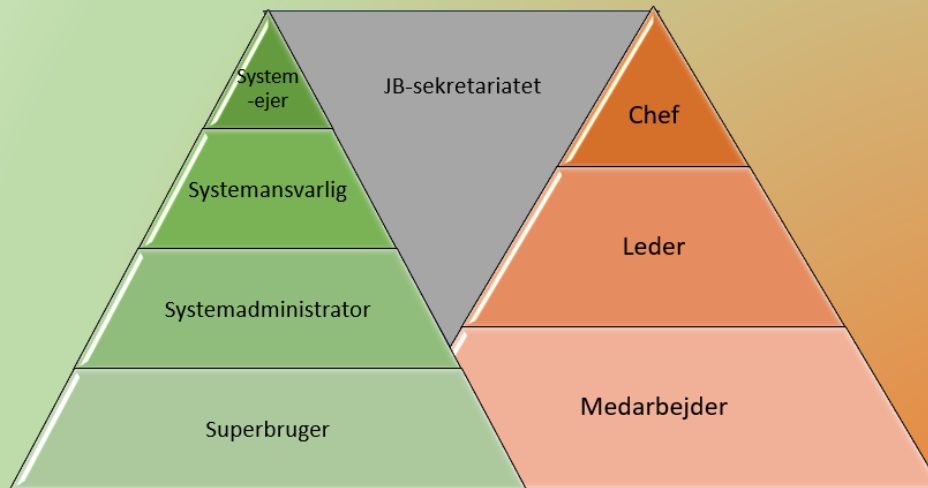 System
-ejer
Systemansvarlig
Systemadministrator
Superbruger
JB-sekretariatet
Chef
Leder
Medarbejder